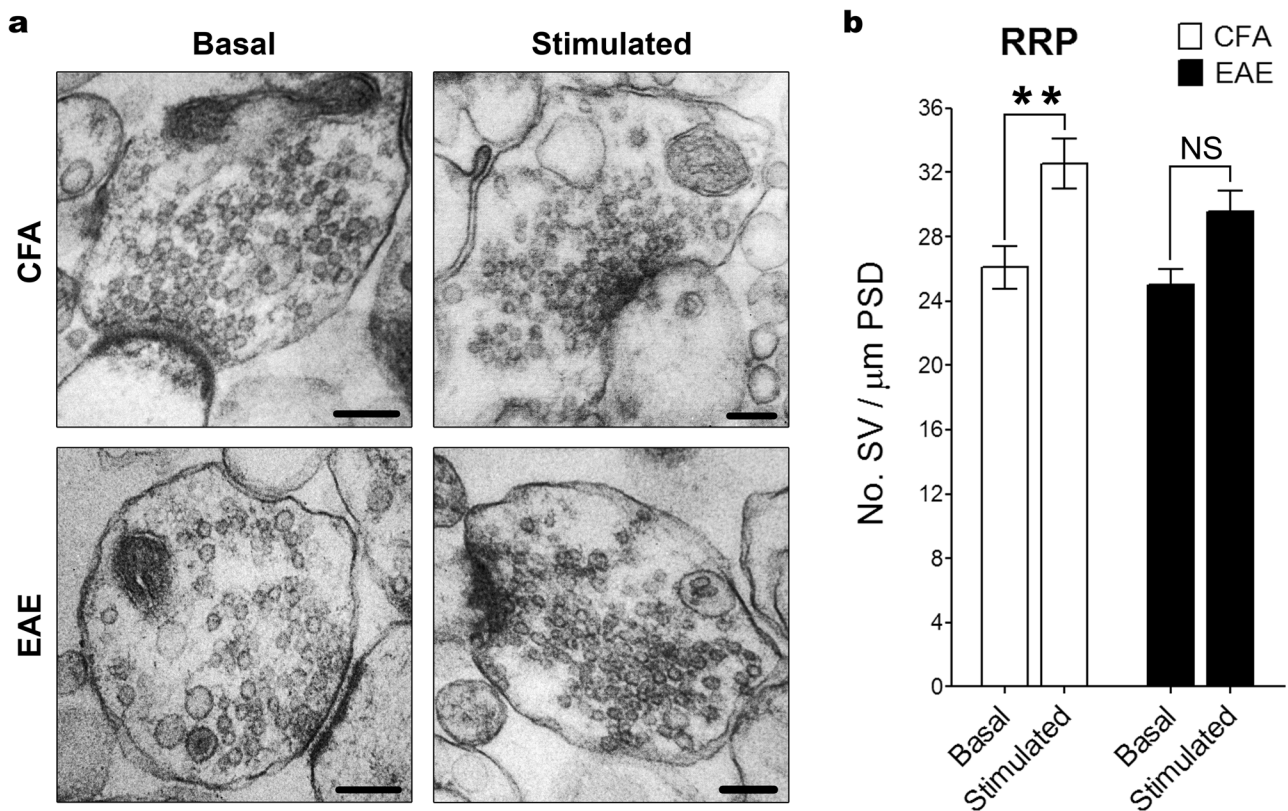 a
Basal
Stimulated
CFA
EAE
b
RRP
CFA
EAE
**
NS
No. SV / μm PSD
36
32
28
24
20
16
12
8
4
0
Basal
Stimulated
Basal
Stimulated